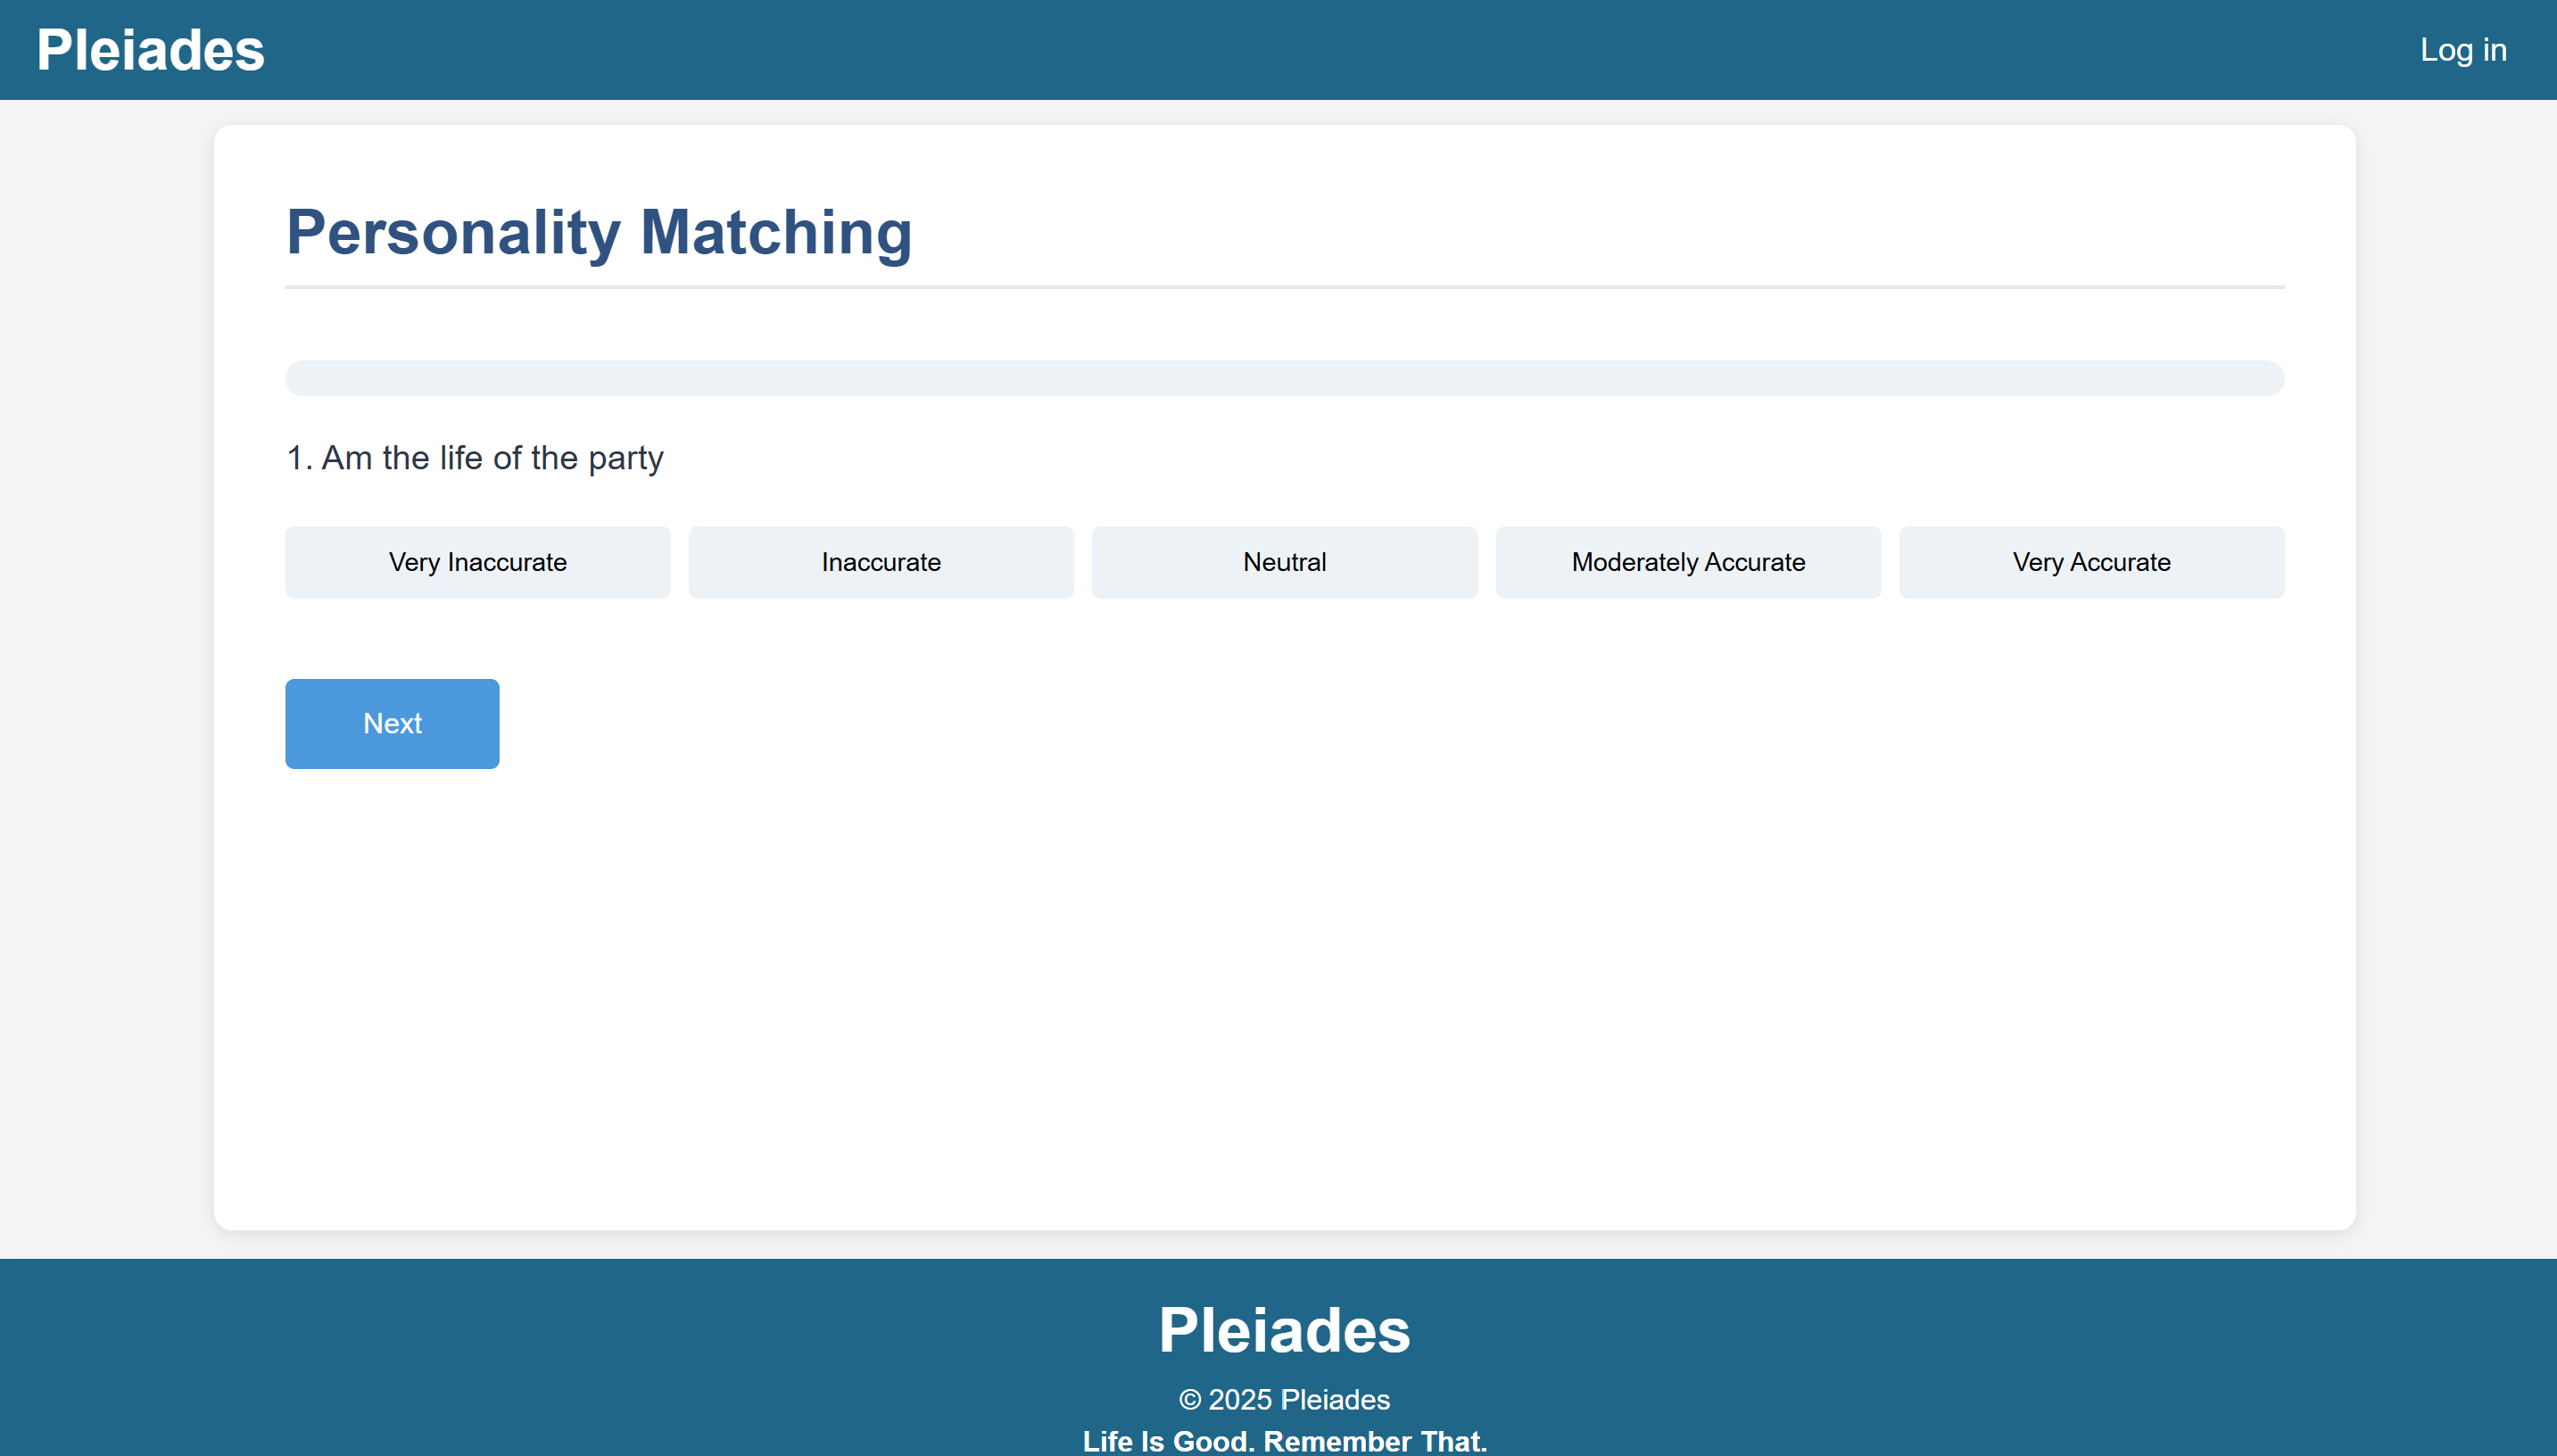 Pleiades
Log in
Personality Matching
1. Am the life of the party
Very Inaccurate
Inaccurate
Neutral
Moderately Accurate
Very Accurate
Next
Pleiades
© 2025 Pleiades
Life Is Good. Remember That.